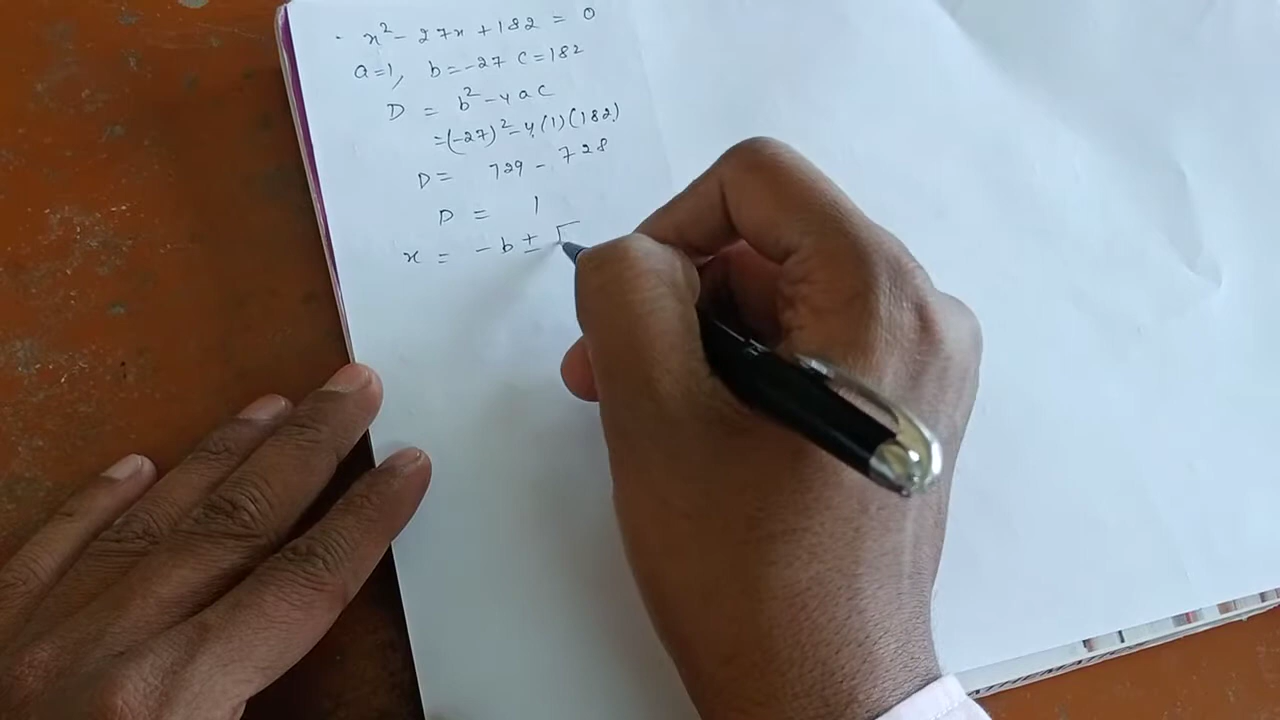 x² - 27x + 182 = 0
a=1, b=-27 c=182
D = b² - 4ac
=(-27)² - 4(1)(182)
D= 729 - 728
D = 1
x = -b ± √